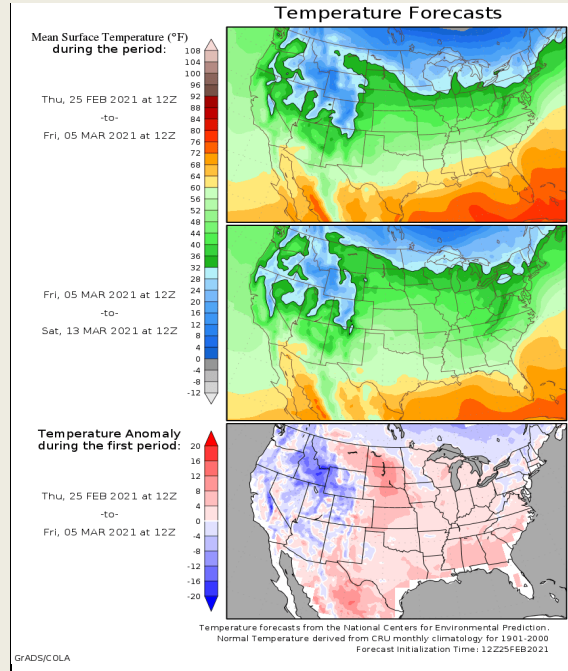 Temperature Forecasts
Mean Surface Temperature (°F)
during the period:
Thu, 25 FEB 2021 at 12Z
-to-
Fri, 05 MAR 2021 at 12Z
108
104
100
96
92
88
84
80
76
72
68
64
60
56
52
48
44
40
36
32
28
24
20
16
12
8
4
0
-4
-8
-12
Fri, 05 MAR 2021 at 12Z
-to-
Sat, 13 MAR 2021 at 12Z
Temperature Anomaly
during the first period:
Thu, 25 FEB 2021 at 12Z
-to-
Fri, 05 MAR 2021 at 12Z
20
16
12
8
4
0
-4
-8
-12
-16
-20
Temperature forecasts from the National Centers for Environmental Prediction.
Normal Temperature derived from CRU monthly climatology for 1901-2000
Forecast Initialization Time: 12Z25FEB2021
GrADS/COLA